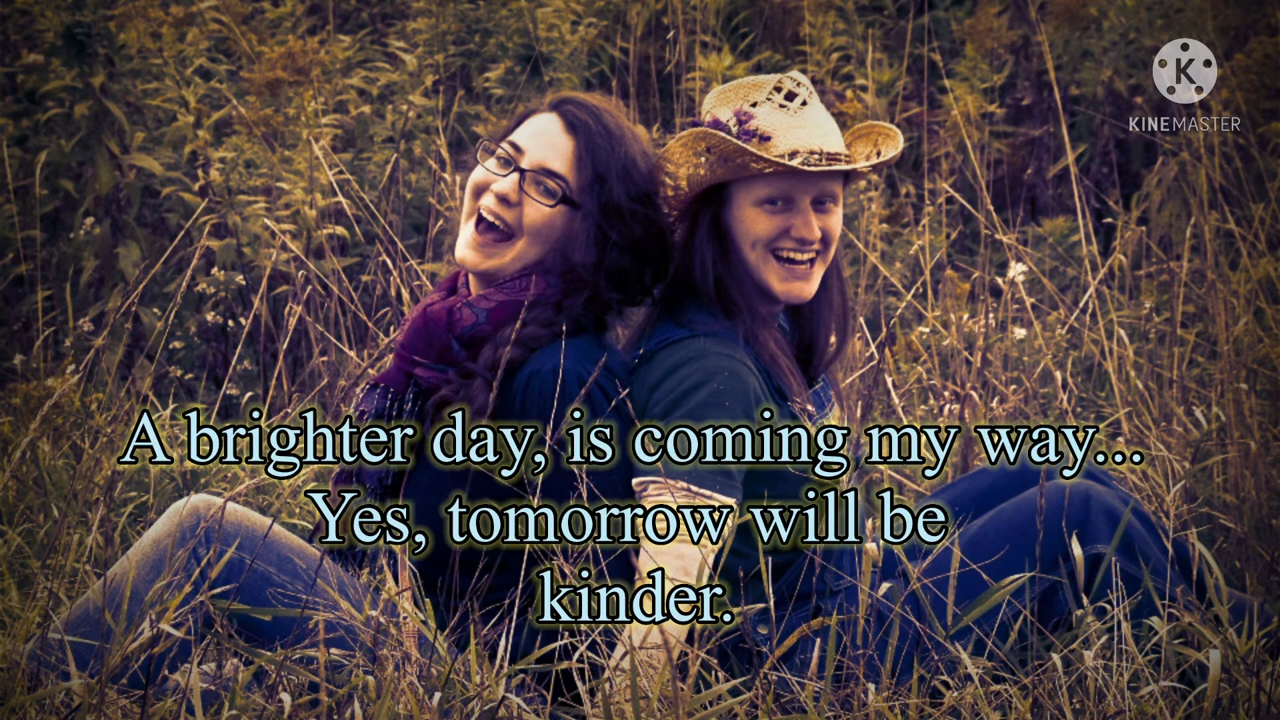 K
KINEMASTER
A brighter day, is coming my way...
Yes, tomorrow will be
kinder.